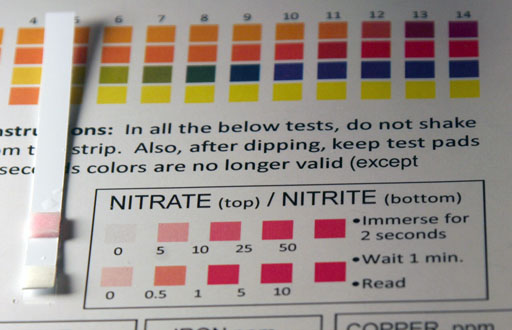 4 5 6 7 8 9 10 11 12 13 14
ons: In all the below tests, do not shake
strip. Also, after dipping, keep test pads
s colors are no longer valid (except
NITRATE (top) / NITRITE (bottom)
0 5 10 25 50
0 0.5 1 5 10
•Immerse for
2 seconds
•Wait 1 min.
•Read
COPPER, ppm